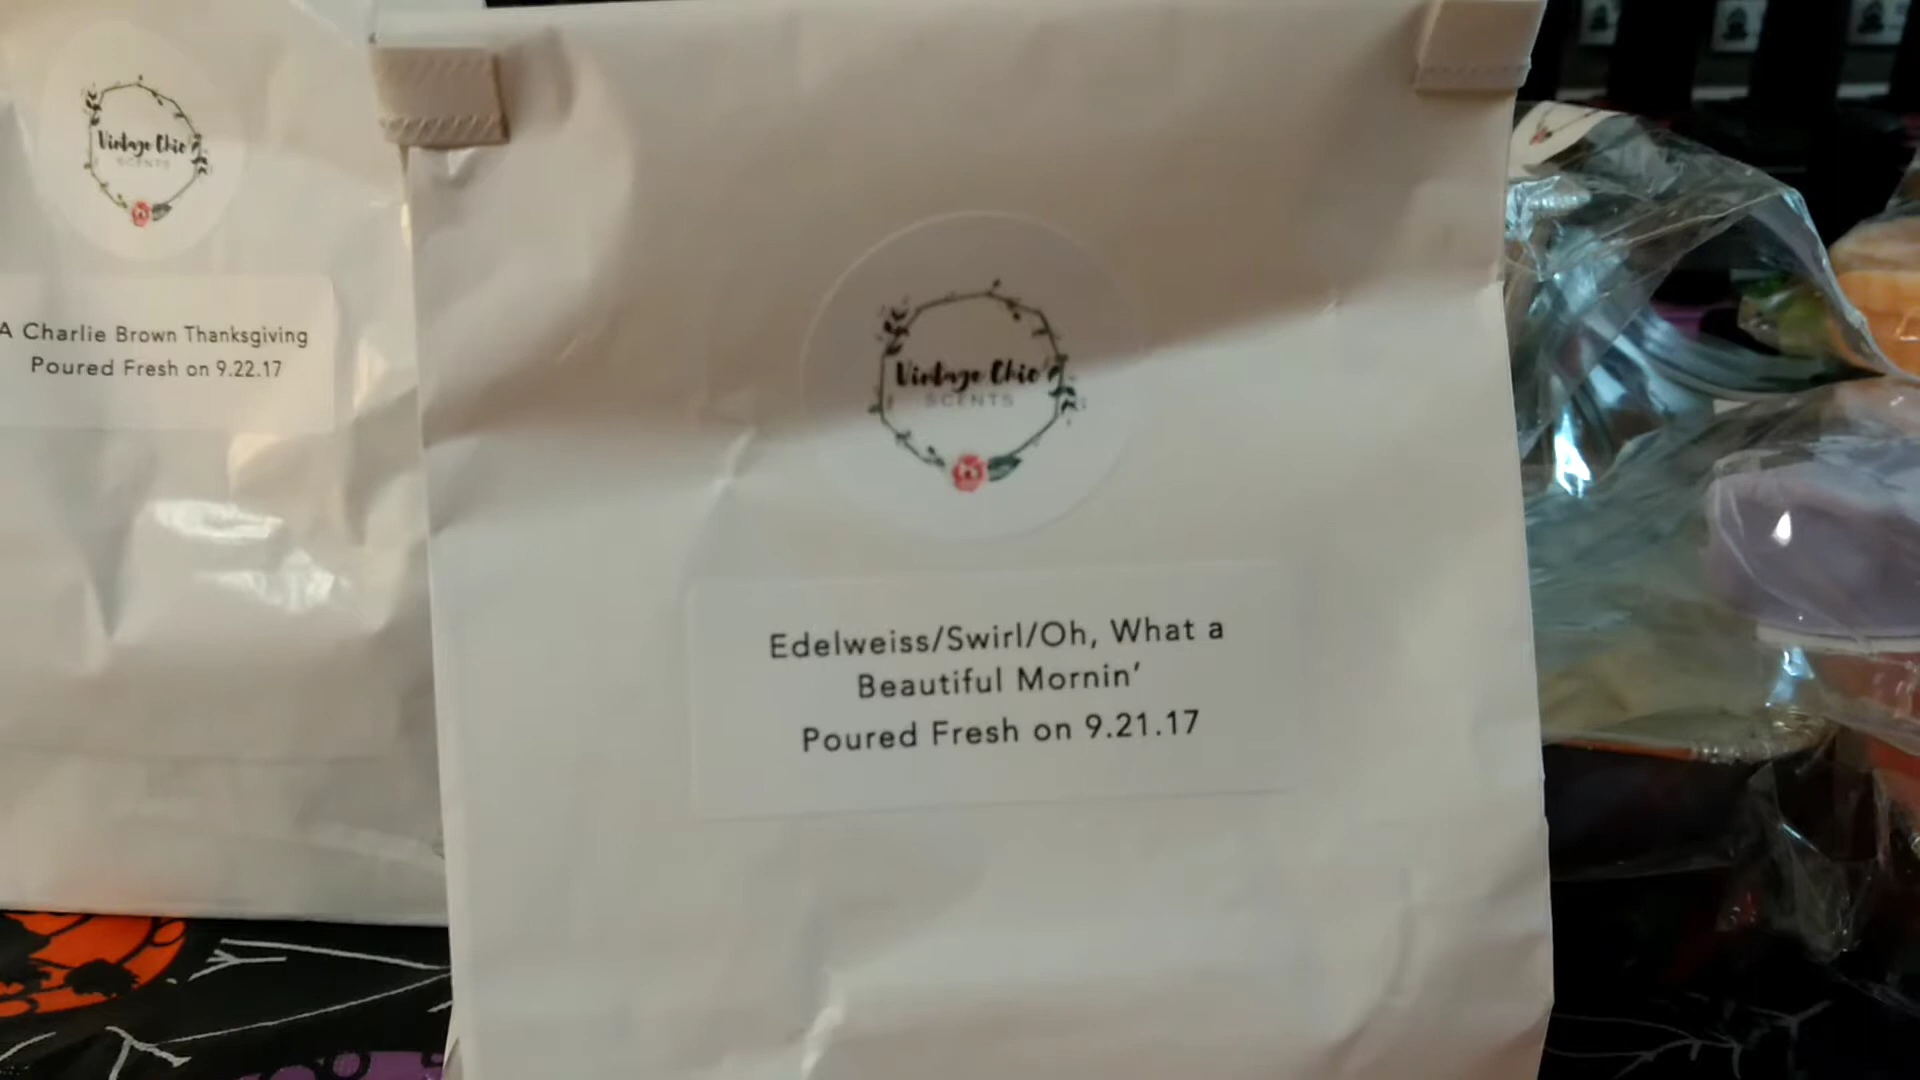 Vintage Chic
SCENTS
A Charlie Brown Thanksgiving
Poured Fresh on 9.22.17
Vintage Chic
SCENTS
Edelweiss/Swirl/Oh, What a
Beautiful Mornin'
Poured Fresh on 9.21.17